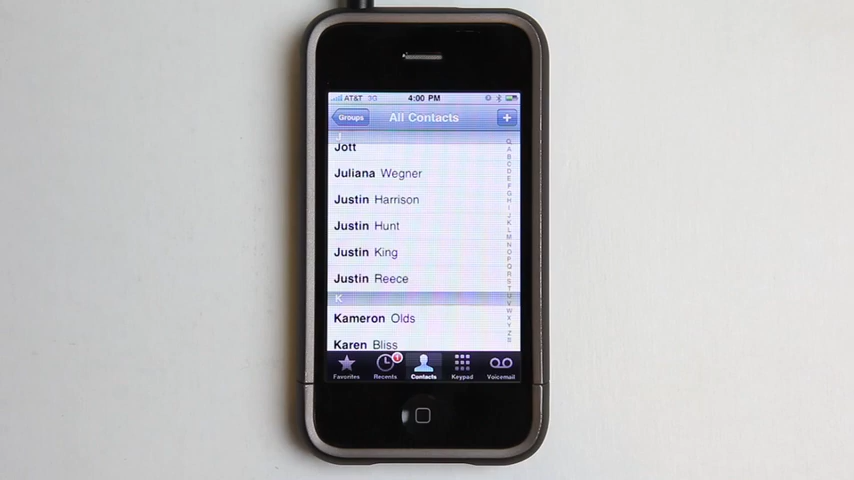 AT&T 3G 4:00 PM
Groups All Contacts +
J
Jott
Juliana Wegner
Justin Harrison
Justin Hunt
Justin King
Justin Reece
K
Kameron Olds
Karen Bliss
A
B
C
D
E
F
G
H
I
J
K
L
M
N
O
P
Q
R
S
T
U
V
W
X
Y
Z
#
1
Favorites Recents Contacts Keypad Voicemail